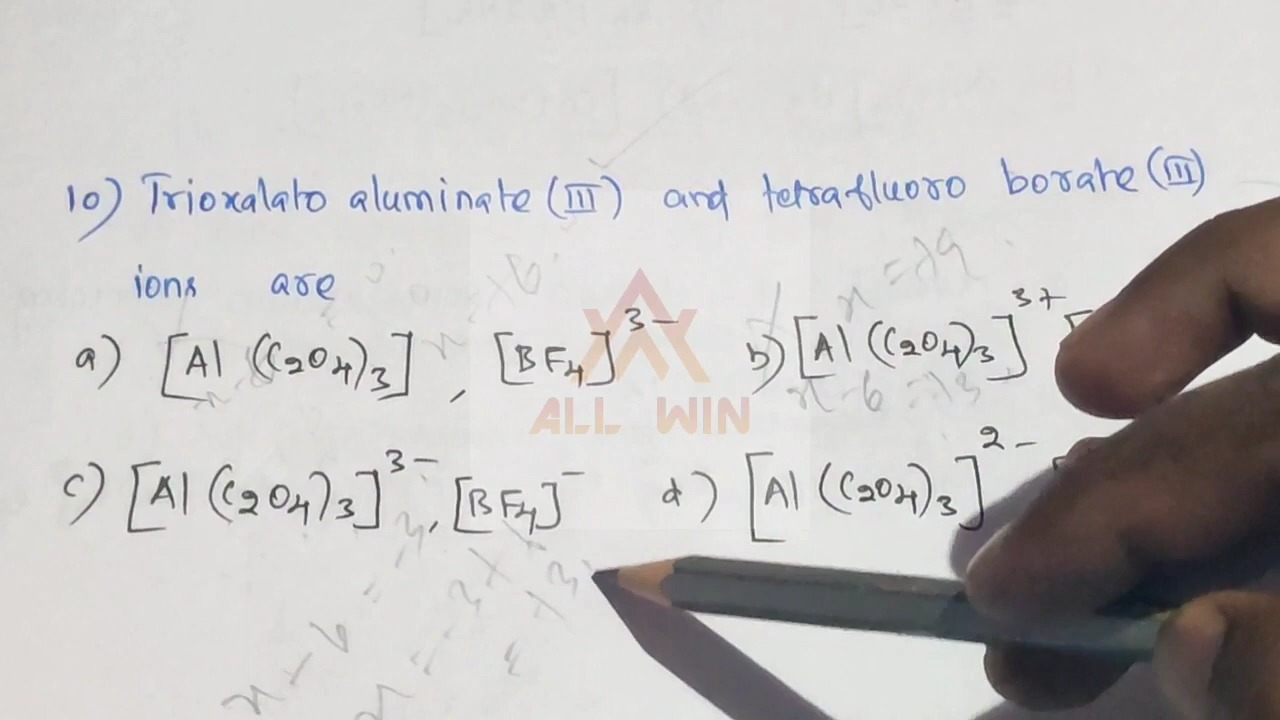 10) Trioxalato aluminate (III) and tetrafluoro borate (III)
ions are
a) [Al (C2O4)3] , [BF4]3- b) [Al (C2O4)3]3+ [
c) [Al (C2O4)3]3-, [BF4]- d) [Al (C2O4)3]2-
ALL WIN